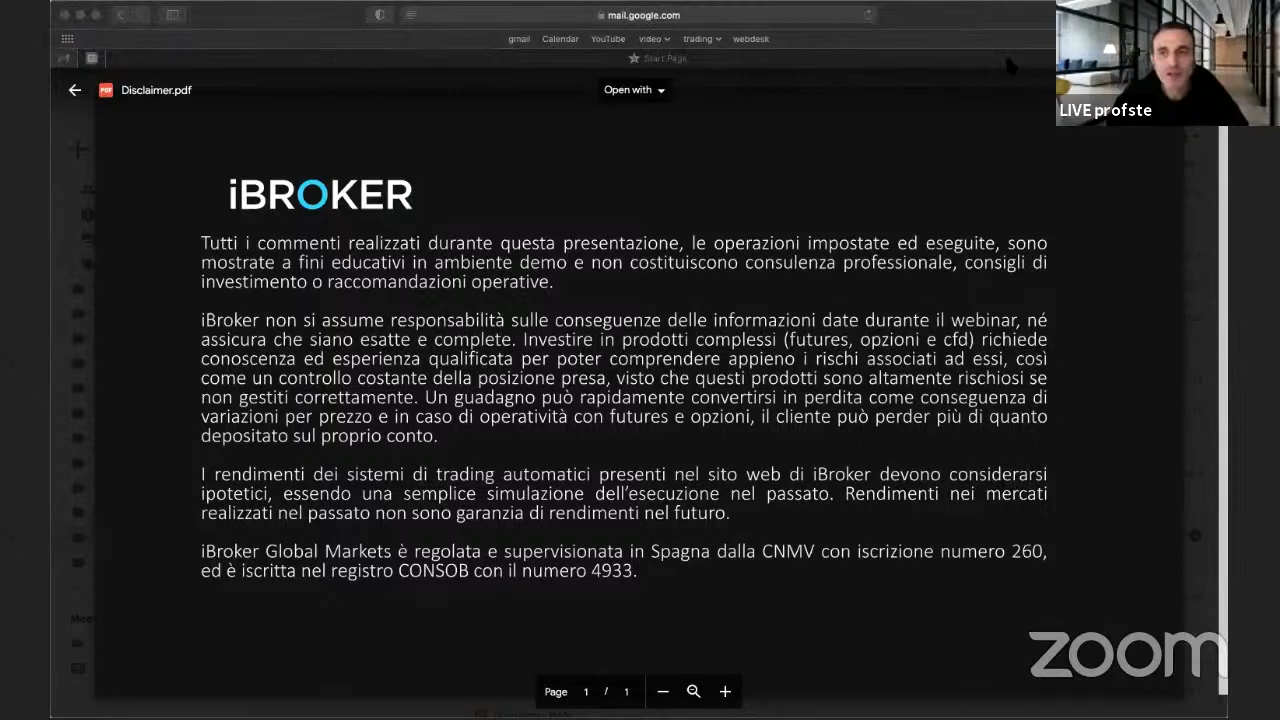 mail.google.com
gmail Calendar YouTube video trading webdesk
Start Page
Disclaimer.pdf
Open with
LIVE profste
iBROKER
Tutti i commenti realizzati durante questa presentazione, le operazioni impostate ed eseguite, sono
mostrate a fini educativi in ambiente demo e non costituiscono consulenza professionale, consigli di
investimento o raccomandazioni operative.
iBroker non si assume responsabilità sulle conseguenze delle informazioni date durante il webinar, né
assicura che siano esatte e complete. Investire in prodotti complessi (futures, opzioni e cfd) richiede
conoscenza ed esperienza qualificata per poter comprendere appieno i rischi associati ad essi, così
come un controllo costante della posizione presa, visto che questi prodotti sono altamente rischiosi se
non gestiti correttamente. Un guadagno può rapidamente convertirsi in perdita come conseguenza di
variazioni per prezzo e in caso di operatività con futures e opzioni, il cliente può perder più di quanto
depositato sul proprio conto.
I rendimenti dei sistemi di trading automatici presenti nel sito web di iBroker devono considerarsi
ipotetici, essendo una semplice simulazione dell'esecuzione nel passato. Rendimenti nei mercati
realizzati nel passato non sono garanzia di rendimenti nel futuro.
iBroker Global Markets è regolata e supervisionata in Spagna dalla CNMV con iscrizione numero 260,
ed è iscritta nel registro CONSOB con il numero 4933.
Mee
zoom
Page 1 / 1